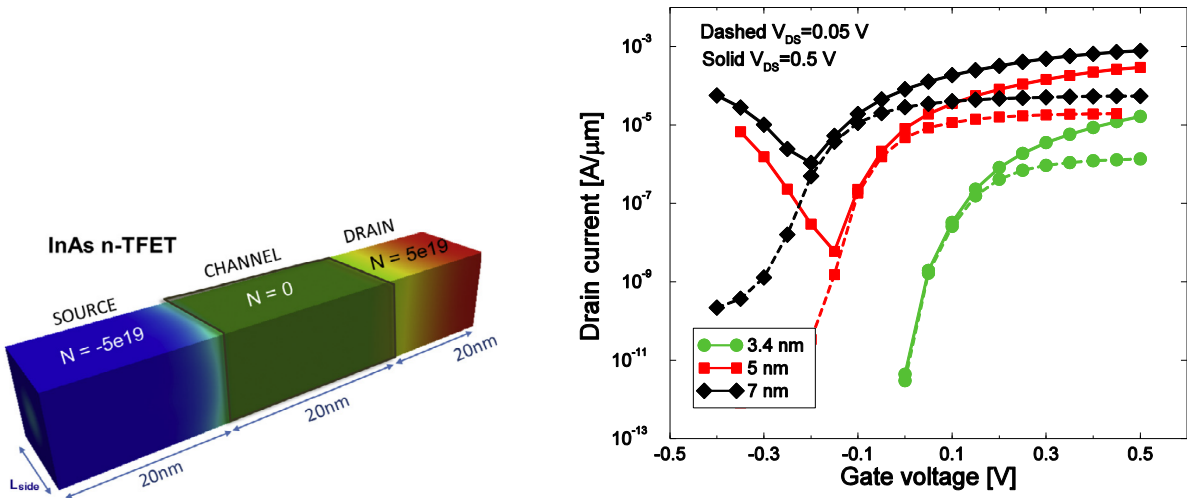 InAs n-TFET
SOURCE
CHANNEL
DRAIN
N = -5e19
N = 0
N = 5e19
20nm
20nm
20nm
Lside
Dashed VDS=0.05 V
Solid VDS=0.5 V
Drain current [A/μm]
10-3
10-5
10-7
10-9
10-11
10-13
3.4 nm
5 nm
7 nm
-0.5
-0.3
-0.1
0.1
0.3
0.5
Gate voltage [V]